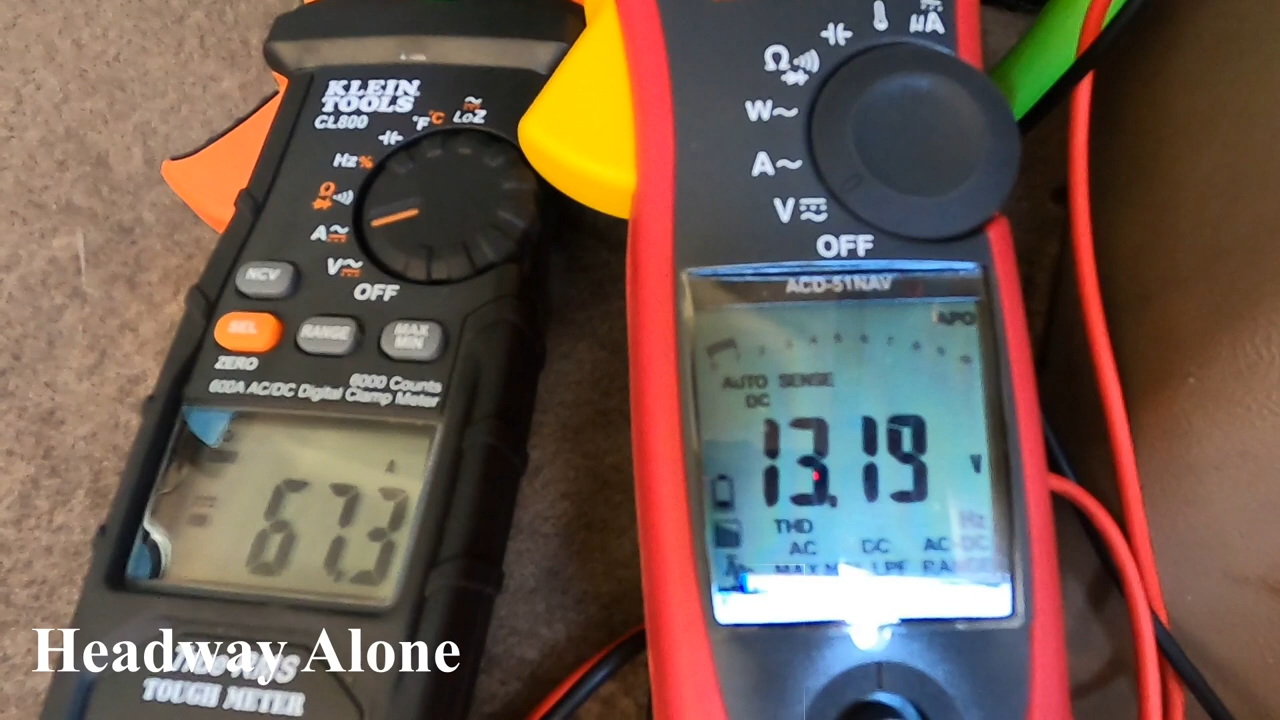 KLEIN
TOOLS
CL800
°F°C
LoZ
Hz%
Ω
A
V
OFF
NCV
SEL
RANGE
MAX
MIN
ZERO
6000 Counts
600A AC/DC Digital Clamp Meter
A
67.3
TOUGH METER
μA
Ω
W~
A~
V
OFF
ACD-51NAV
APO
AUTO SENSE
DC
13.19
V
THD
Hz
AC DC AC DC
Headway Alone